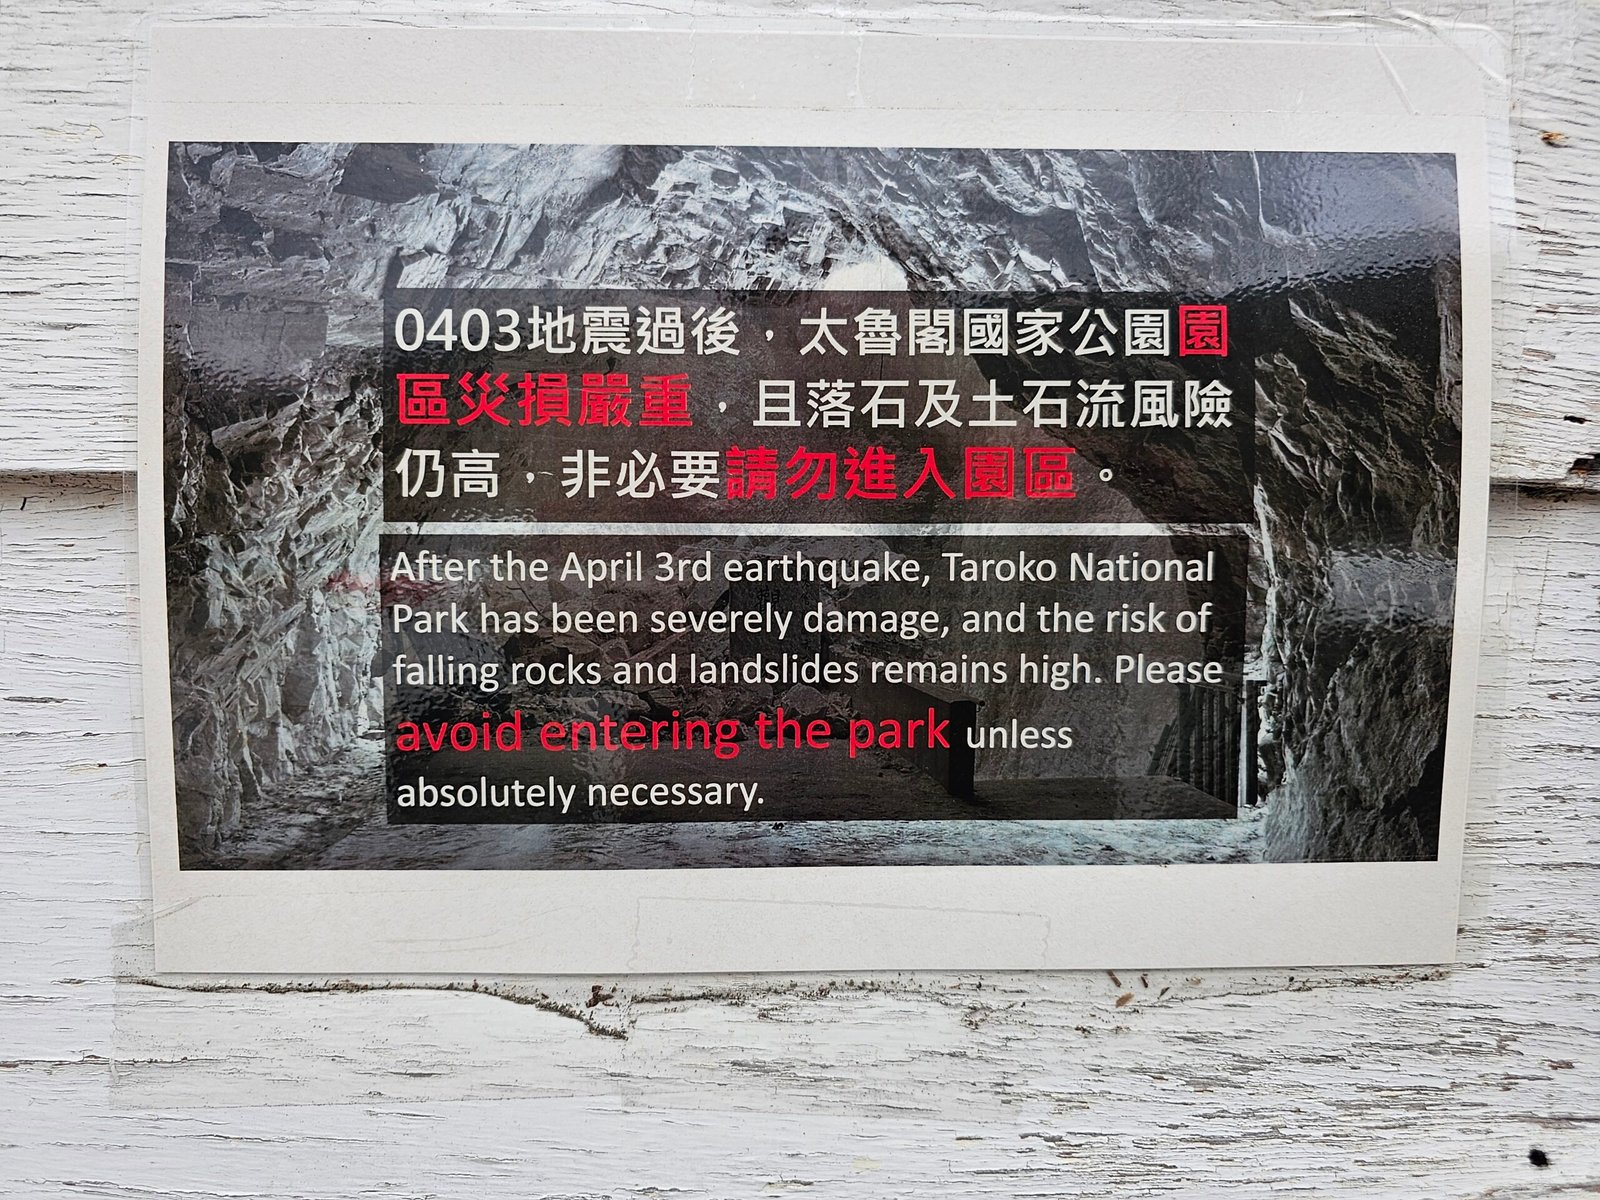 0403地震過後，太魯閣國家公園園
區災損嚴重，且落石及土石流風險
仍高，非必要請勿進入園區。
After the April 3rd earthquake, Taroko National
Park has been severely damage, and the risk of
falling rocks and landslides remains high. Please
avoid entering the park unless
absolutely necessary.